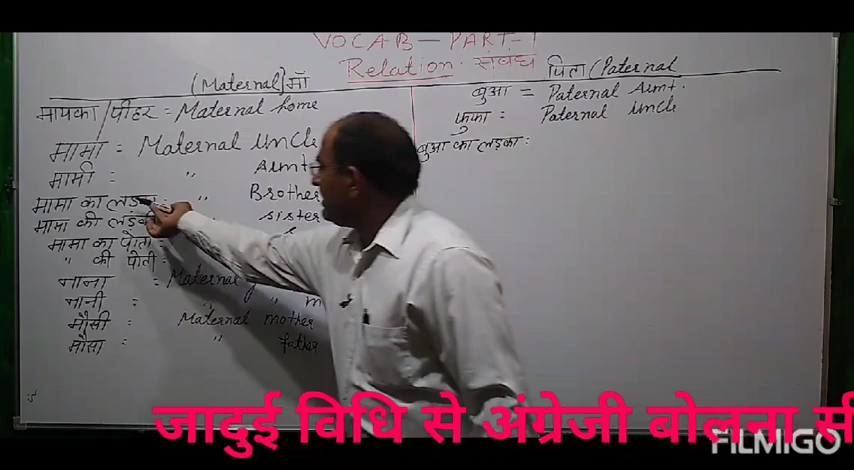 VOCAB - PART-1
Relation . संबंध
(Maternal) माँ
मायका/पीहर = Maternal home
मामा = Maternal Uncle
मामी : " Aunt
मामा का लडका : " Brother
मामा की लड़की " sister
मामा का पोता :
" की पोती :
नाना = Maternal
नानी : "
मौसी : Maternal mother
मौसा : " father
पिता (Paternal
बुआ = Paternal Aunt.
फुफा : Paternal Uncle
बुआ का लड़का :
जादुई विधि से अंग्रेजी बोलना सी
FILMIGO